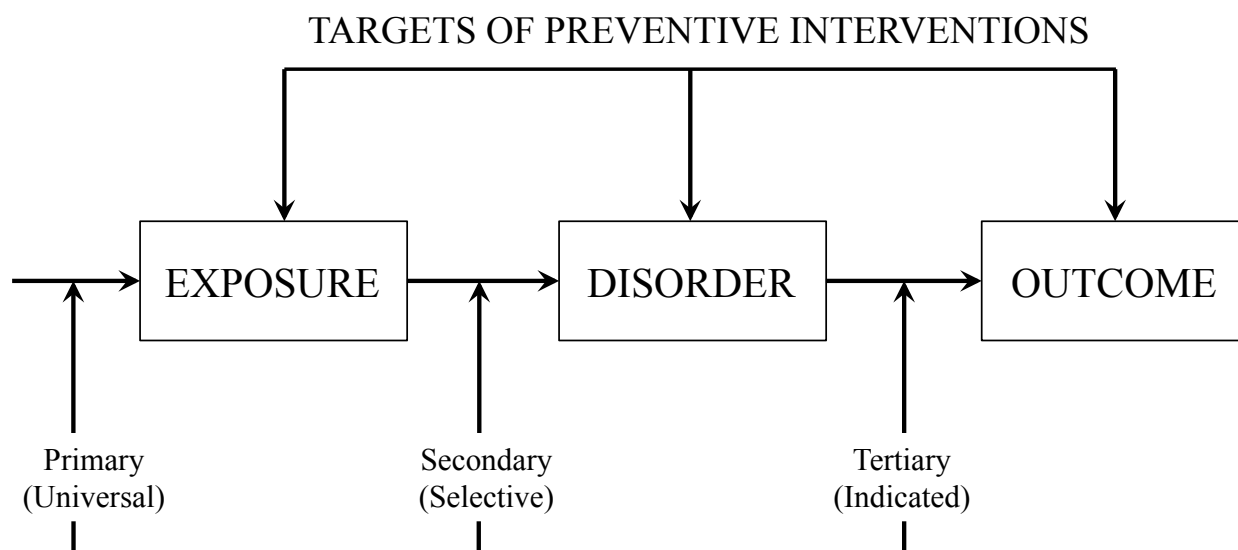 TARGETS OF PREVENTIVE INTERVENTIONS
EXPOSURE
DISORDER
OUTCOME
Primary
(Universal)
Secondary
(Selective)
Tertiary
(Indicated)